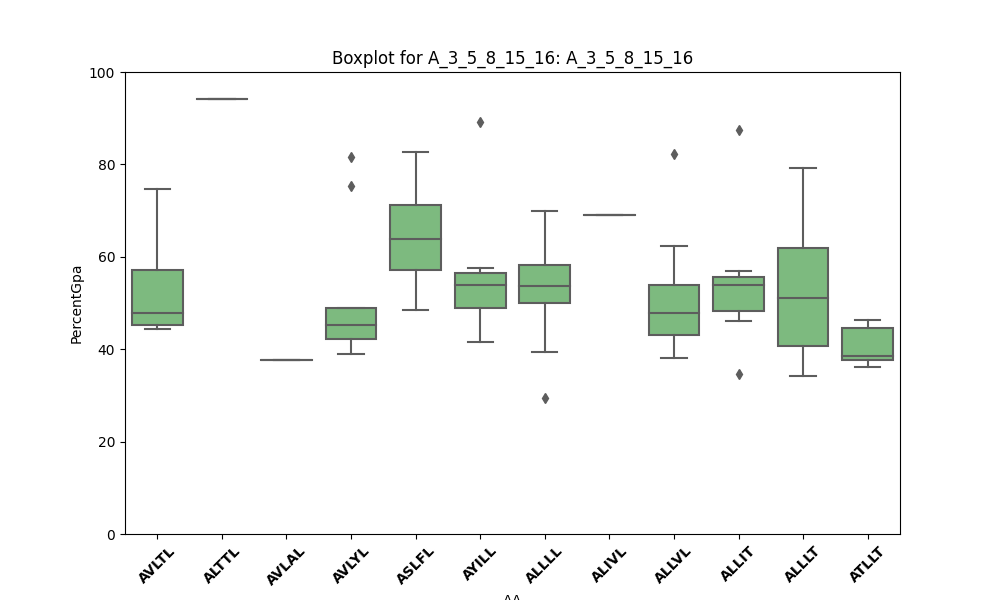 Boxplot for A_3_5_8_15_16: A_3_5_8_15_16
100
80
60
40
20
0
PercentGpa
AVLTL
ALTTL
AVLAL
AVLYL
ASLFL
AYILL
ALLLL
ALIVL
ALLVL
ALLIT
ALLLT
ATLLT
AA